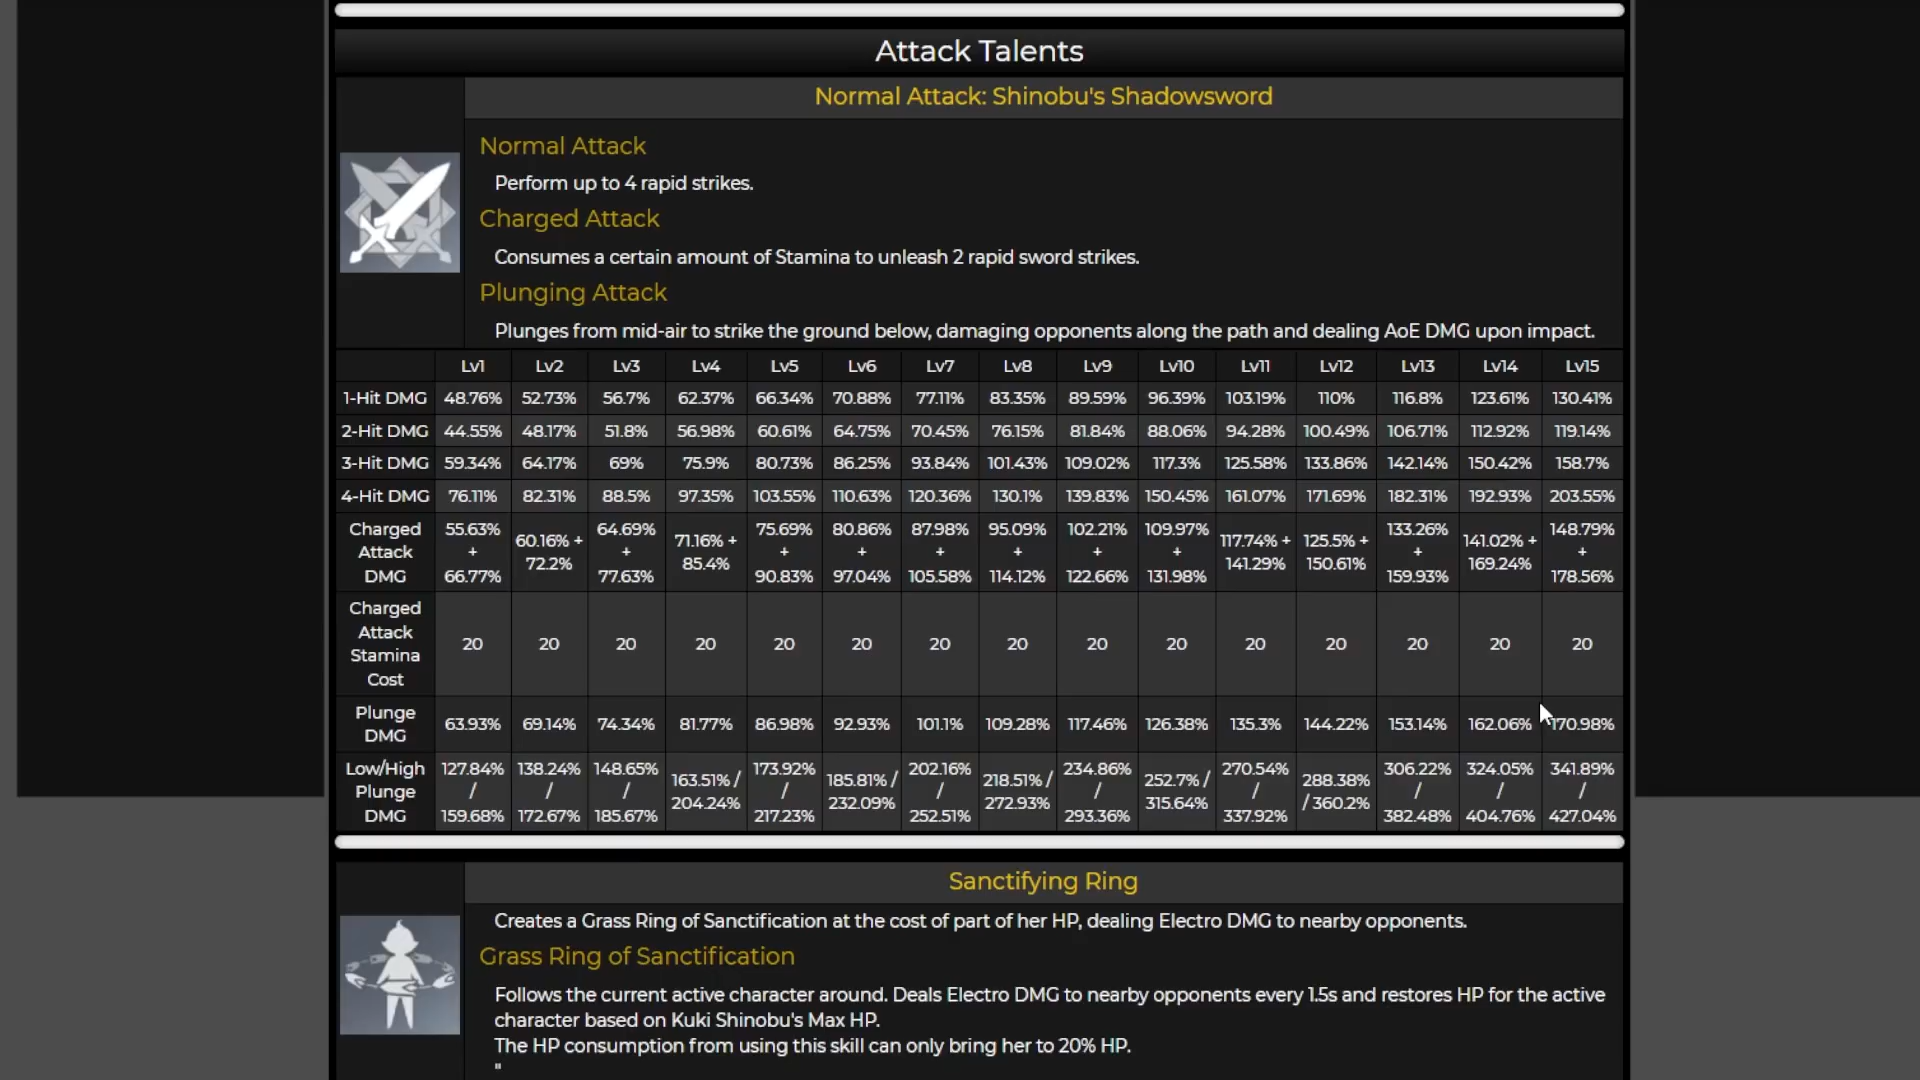 Attack Talents
Normal Attack: Shinobu's Shadowsword
Normal Attack
Perform up to 4 rapid strikes.
Charged Attack
Consumes a certain amount of Stamina to unleash 2 rapid sword strikes.
Plunging Attack
Plunges from mid-air to strike the ground below, damaging opponents along the path and dealing AoE DMG upon impact.
Lv1 Lv2 Lv3 Lv4 Lv5 Lv6 Lv7 Lv8 Lv9 Lv10 Lv11 Lv12 Lv13 Lv14 Lv15
1-Hit DMG 48.76% 52.73% 56.7% 62.37% 66.34% 70.88% 77.11% 83.35% 89.59% 96.39% 103.19% 110% 116.8% 123.61% 130.41%
2-Hit DMG 44.55% 48.17% 51.8% 56.98% 60.61% 64.75% 70.45% 76.15% 81.84% 88.06% 94.28% 100.49% 106.71% 112.92% 119.14%
3-Hit DMG 59.34% 64.17% 69% 75.9% 80.73% 86.25% 93.84% 101.43% 109.02% 117.3% 125.58% 133.86% 142.14% 150.42% 158.7%
4-Hit DMG 76.11% 82.31% 88.5% 97.35% 103.55% 110.63% 120.36% 130.1% 139.83% 150.45% 161.07% 171.69% 182.31% 192.93% 203.55%
Charged Attack DMG 55.63% + 66.77% 60.16% + 72.2% 64.69% + 77.63% 71.16% + 85.4% 75.69% + 90.83% 80.86% + 97.04% 87.98% + 105.58% 95.09% + 114.12% 102.21% + 122.66% 109.97% + 131.98% 117.74% + 141.29% 125.5% + 150.61% 133.26% + 159.93% 141.02% + 169.24% 148.79% + 178.56%
Charged Attack Stamina Cost 20 20 20 20 20 20 20 20 20 20 20 20 20 20 20
Plunge DMG 63.93% 69.14% 74.34% 81.77% 86.98% 92.93% 101.1% 109.28% 117.46% 126.38% 135.3% 144.22% 153.14% 162.06% 170.98%
Low/High Plunge DMG 127.84% / 159.68% 138.24% / 172.67% 148.65% / 185.67% 163.51% / 204.24% 173.92% / 217.23% 185.81% / 232.09% 202.16% / 252.51% 218.51% / 272.93% 234.86% / 293.36% 252.7% / 315.64% 270.54% / 337.92% 288.38% / 360.2% 306.22% / 382.48% 324.05% / 404.76% 341.89% / 427.04%
Sanctifying Ring
Creates a Grass Ring of Sanctification at the cost of part of her HP, dealing Electro DMG to nearby opponents.
Grass Ring of Sanctification
Follows the current active character around. Deals Electro DMG to nearby opponents every 1.5s and restores HP for the active
character based on Kuki Shinobu's Max HP.
The HP consumption from using this skill can only bring her to 20% HP.
"